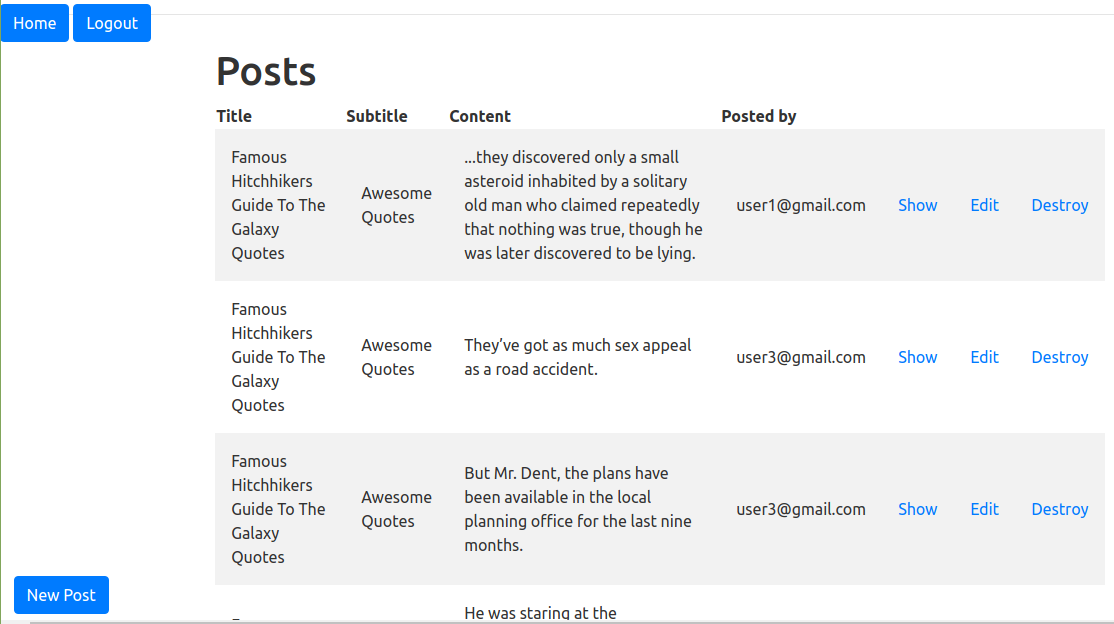 Home Logout
Posts
Title Subtitle Content Posted by
Famous
Hitchhikers
Guide To The
Galaxy
Quotes
Awesome
Quotes
...they discovered only a small
asteroid inhabited by a solitary
old man who claimed repeatedly
that nothing was true, though he
was later discovered to be lying.
user1@gmail.com Show Edit Destroy
Famous
Hitchhikers
Guide To The
Galaxy
Quotes
Awesome
Quotes
They’ve got as much sex appeal
as a road accident.
user3@gmail.com Show Edit Destroy
Famous
Hitchhikers
Guide To The
Galaxy
Quotes
Awesome
Quotes
But Mr. Dent, the plans have
been available in the local
planning office for the last nine
months.
user3@gmail.com Show Edit Destroy
New Post
He was staring at the